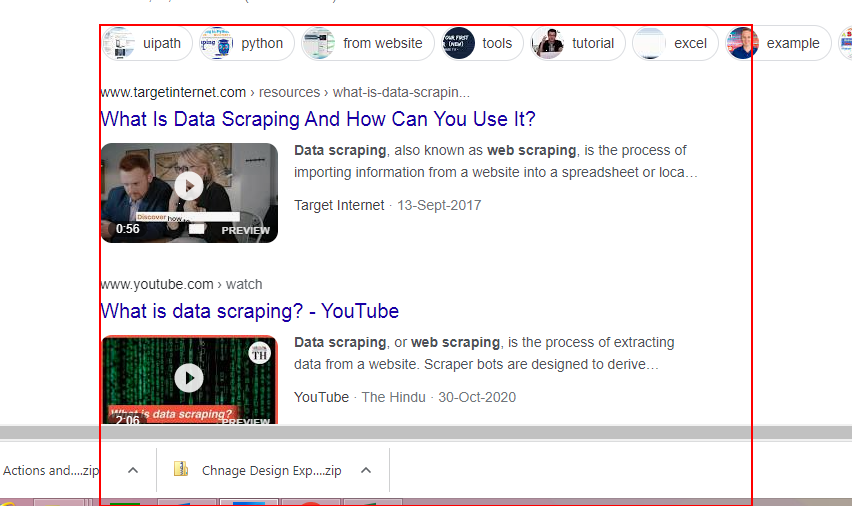 uipath python from website tools tutorial excel example
www.targetinternet.com › resources › what-is-data-scrapin...
What Is Data Scraping And How Can You Use It?
Data scraping, also known as web scraping, is the process of
importing information from a website into a spreadsheet or loca...
Discover how to
0:56 PREVIEW
Target Internet · 13-Sept-2017
www.youtube.com › watch
What is data scraping? - YouTube
Data scraping, or web scraping, is the process of extracting
data from a website. Scraper bots are designed to derive...
TH
What is data scraping?
2:06 PREVIEW
YouTube · The Hindu · 30-Oct-2020
Actions and....zip Chnage Design Exp....zip